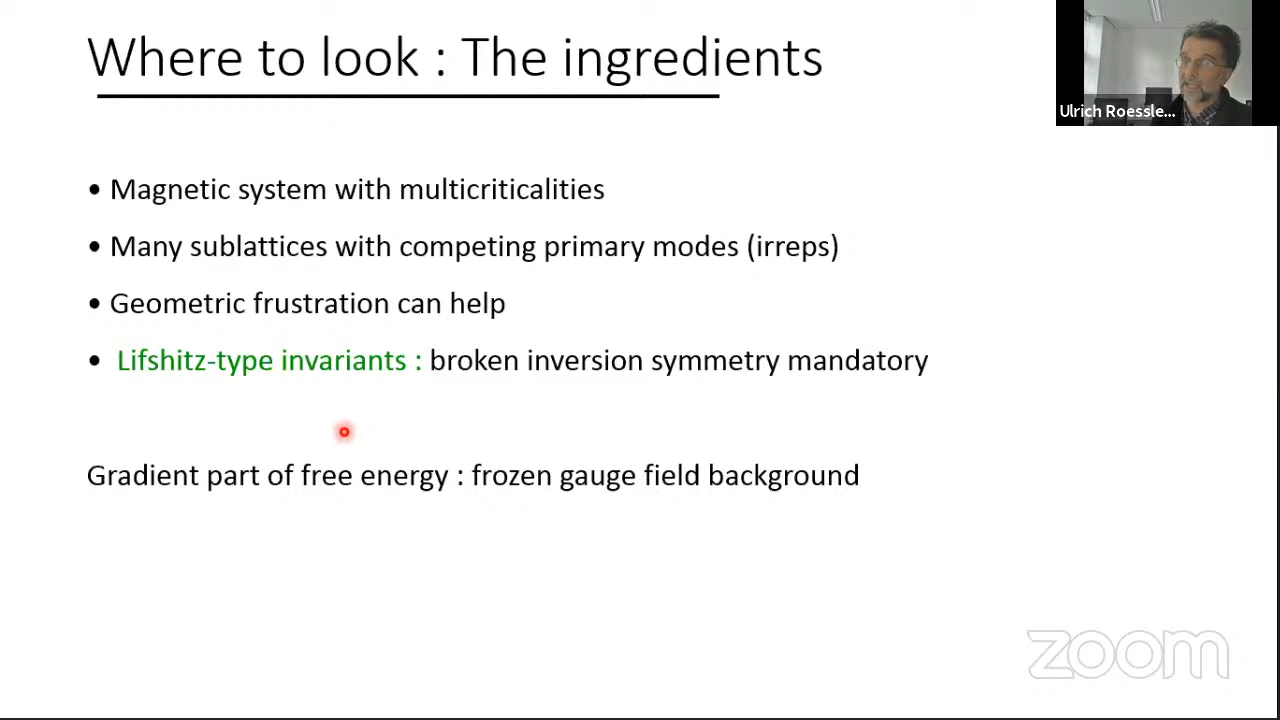 Where to look : The ingredients
Ulrich Roessle...
• Magnetic system with multicriticalities
• Many sublattices with competing primary modes (irreps)
• Geometric frustration can help
• Lifshitz-type invariants : broken inversion symmetry mandatory
Gradient part of free energy : frozen gauge field background
zoom